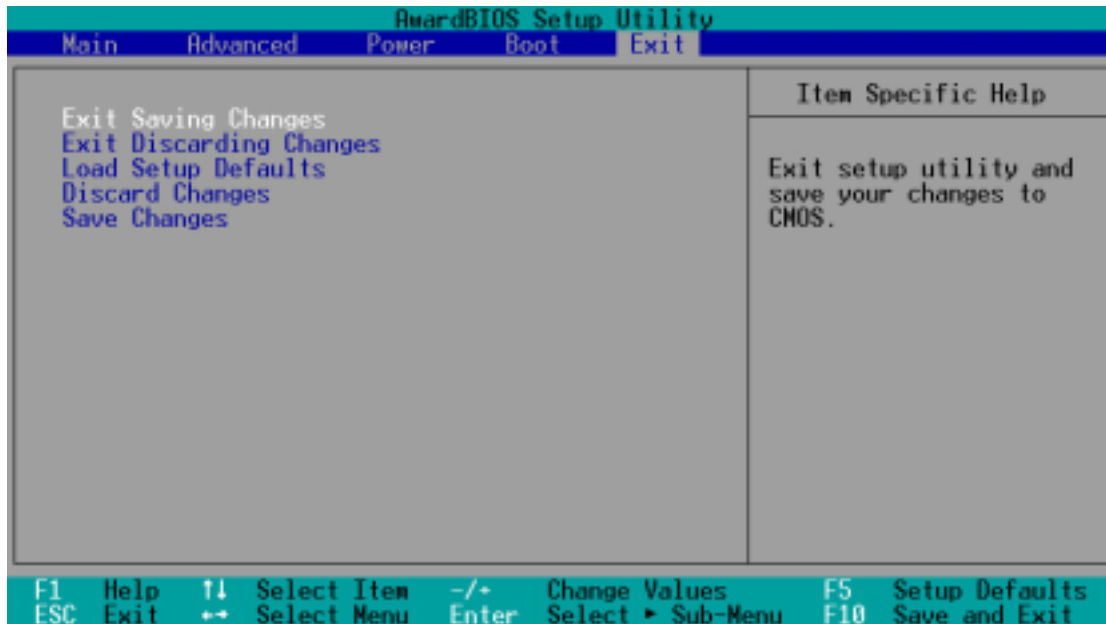 AwardBIOS Setup Utility
Main Advanced Power Boot Exit
Item Specific Help
Exit Saving Changes
Exit Discarding Changes
Load Setup Defaults
Discard Changes
Save Changes
Exit setup utility and
save your changes to
CMOS.
F1 Help ↑↓ Select Item -/+ Change Values F5 Setup Defaults
ESC Exit ←→ Select Menu Enter Select ► Sub-Menu F10 Save and Exit